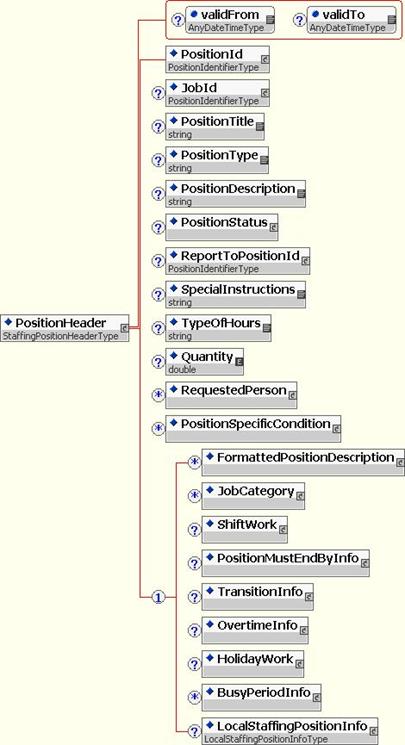 validFrom validTo
AnyDateTimeType AnyDateTimeType
PositionId
PositionIdentifierType
? JobId
PositionIdentifierType
? PositionTitle
string
? PositionType
string
? PositionDescription
string
? PositionStatus
? ReportToPositionId
PositionIdentifierType
? SpecialInstructions
string
PositionHeader
StaffingPositionHeaderType
? TypeOfHours
string
? Quantity
double
* RequestedPerson
* PositionSpecificCondition
* FormattedPositionDescription
* JobCategory
? ShiftWork
? PositionMustEndByInfo
1
? TransitionInfo
? OvertimeInfo
? HolidayWork
* BusyPeriodInfo
? LocalStaffingPositionInfo
LocalStaffingPositionInfoType